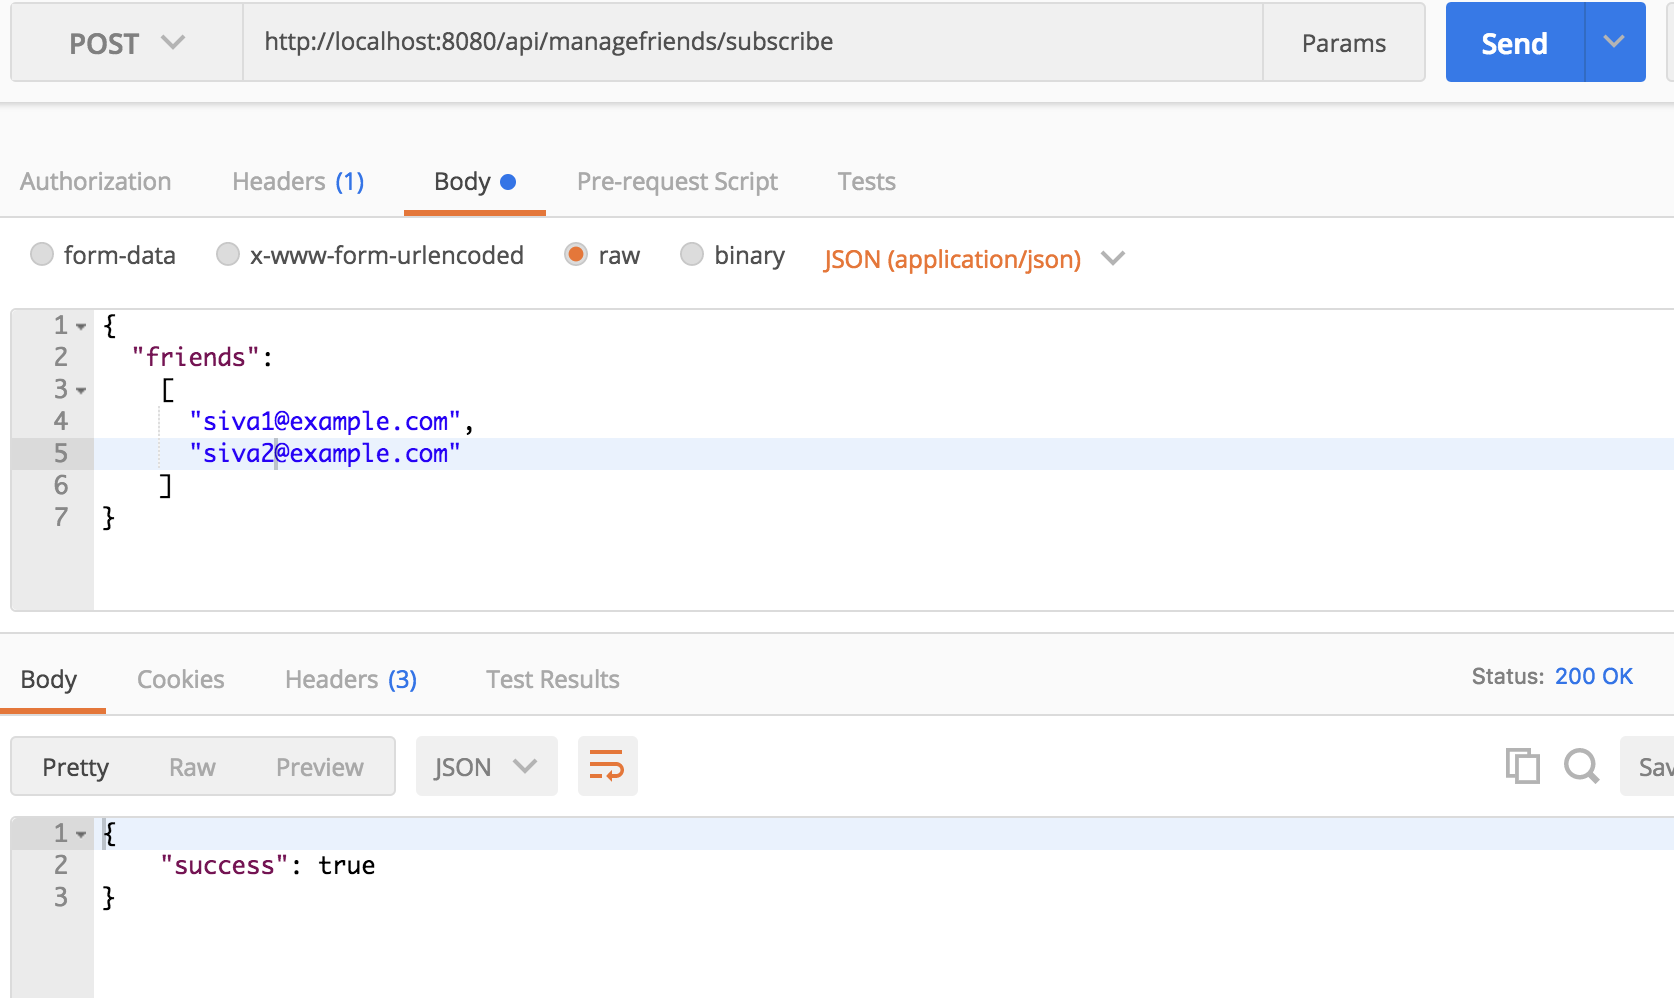 POST http://localhost:8080/api/managefriends/subscribe Params Send
Authorization Headers (1) Body Pre-request Script Tests
form-data x-www-form-urlencoded raw binary JSON (application/json)
1 {
2 "friends":
3 [
4 "siva1@example.com",
5 "siva2@example.com"
6 ]
7 }
Body Cookies Headers (3) Test Results Status: 200 OK
Pretty Raw Preview JSON Sav
1 {
2 "success": true
3 }